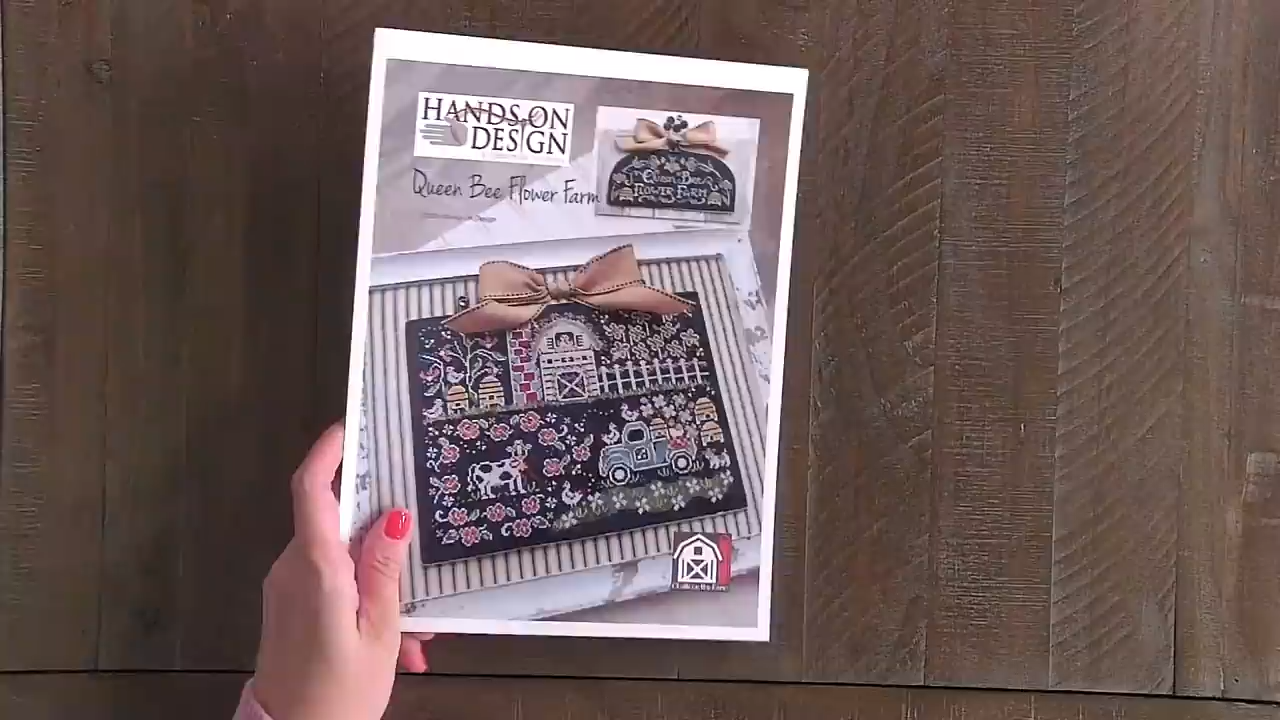 HANDS ON
DESIGN
Queen Bee Flower Farm
Queen Bee
FLOWER FARM